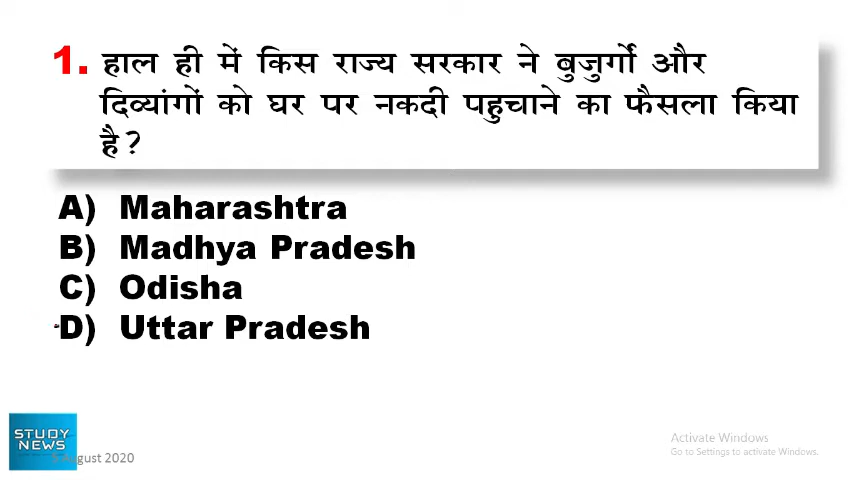 1. हाल ही में किस राज्य सरकार ने बुजुर्गों और
दिव्यांगों को घर पर नकदी पहुचाने का फैसला किया
है?
A) Maharashtra
B) Madhya Pradesh
C) Odisha
D) Uttar Pradesh
STUDY
NEWS
August 2020
Activate Windows
Go to Settings to activate Windows.